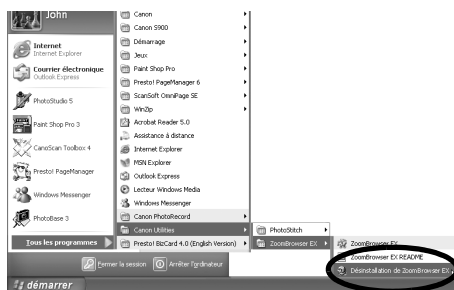 John
Internet
Internet Explorer
Courrier électronique
Outlook Express
PhotoStudio 5
Paint Shop Pro 3
CanoScan Toolbox 4
Presto! PageManager
Windows Messenger
PhotoBase 3
Tous les programmes
Canon
Canon S900
Démarrage
Jeux
Paint Shop Pro
Presto! PageManager 6
ScanSoft OmniPage SE
WinZip
Acrobat Reader 5.0
Assistance à distance
Internet Explorer
MSN Explorer
Outlook Express
Lecteur Windows Media
Windows Messenger
Canon PhotoRecord
Canon Utilities
Presto! BizCard 4.0 (English Version)
PhotoStitch
ZoomBrowser EX
ZoomBrowser EX
ZoomBrowser EX README
Désinstallation de ZoomBrowser EX
Fermer la session
Arrêter l'ordinateur
démarrer